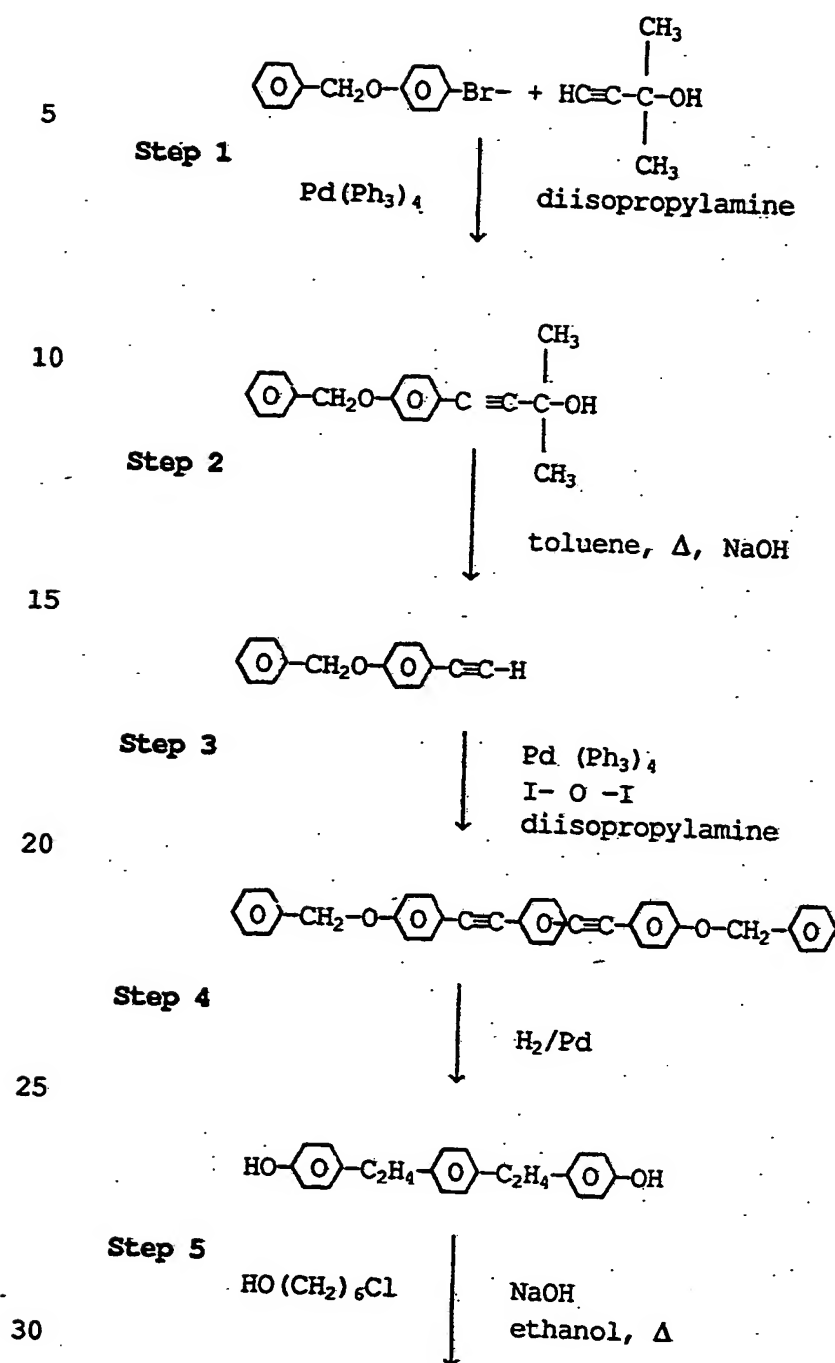 CH₃
5 O-CH₂O-O-Br- + HC≡C-C-OH
Step 1
CH₃
Pd(Ph₃)₄ diisopropylamine
10 CH₃
O-CH₂O-O-C≡C-C-OH
Step 2
CH₃
toluene, Δ, NaOH
15
O-CH₂O-O-C≡C-H
Step 3
Pd (Ph₃)₄
I- O -I
diisopropylamine
20
O-CH₂-O-O-C≡C-O-C≡C-O-O-CH₂-O
Step 4
H₂/Pd
25
HO-O-C₂H₄-O-C₂H₄-O-OH
Step 5
HO(CH₂)₆Cl NaOH
30 ethanol, Δ